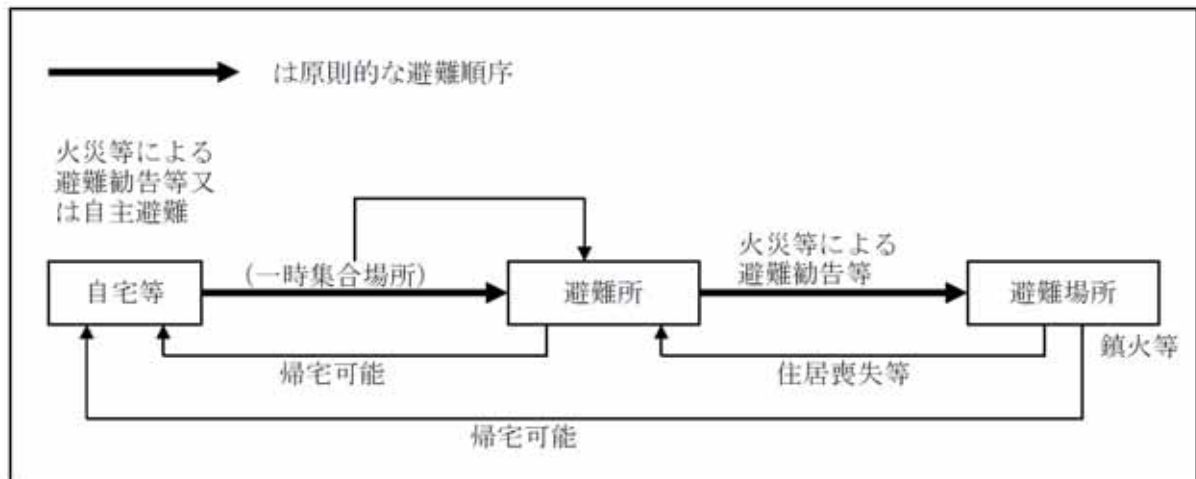 は原則的な避難順序
火災等による
避難勧告等又
は自主避難
(一時集合場所)
火災等による
避難勧告等
自宅等
避難所
避難場所
鎮火等
帰宅可能
住居喪失等
帰宅可能